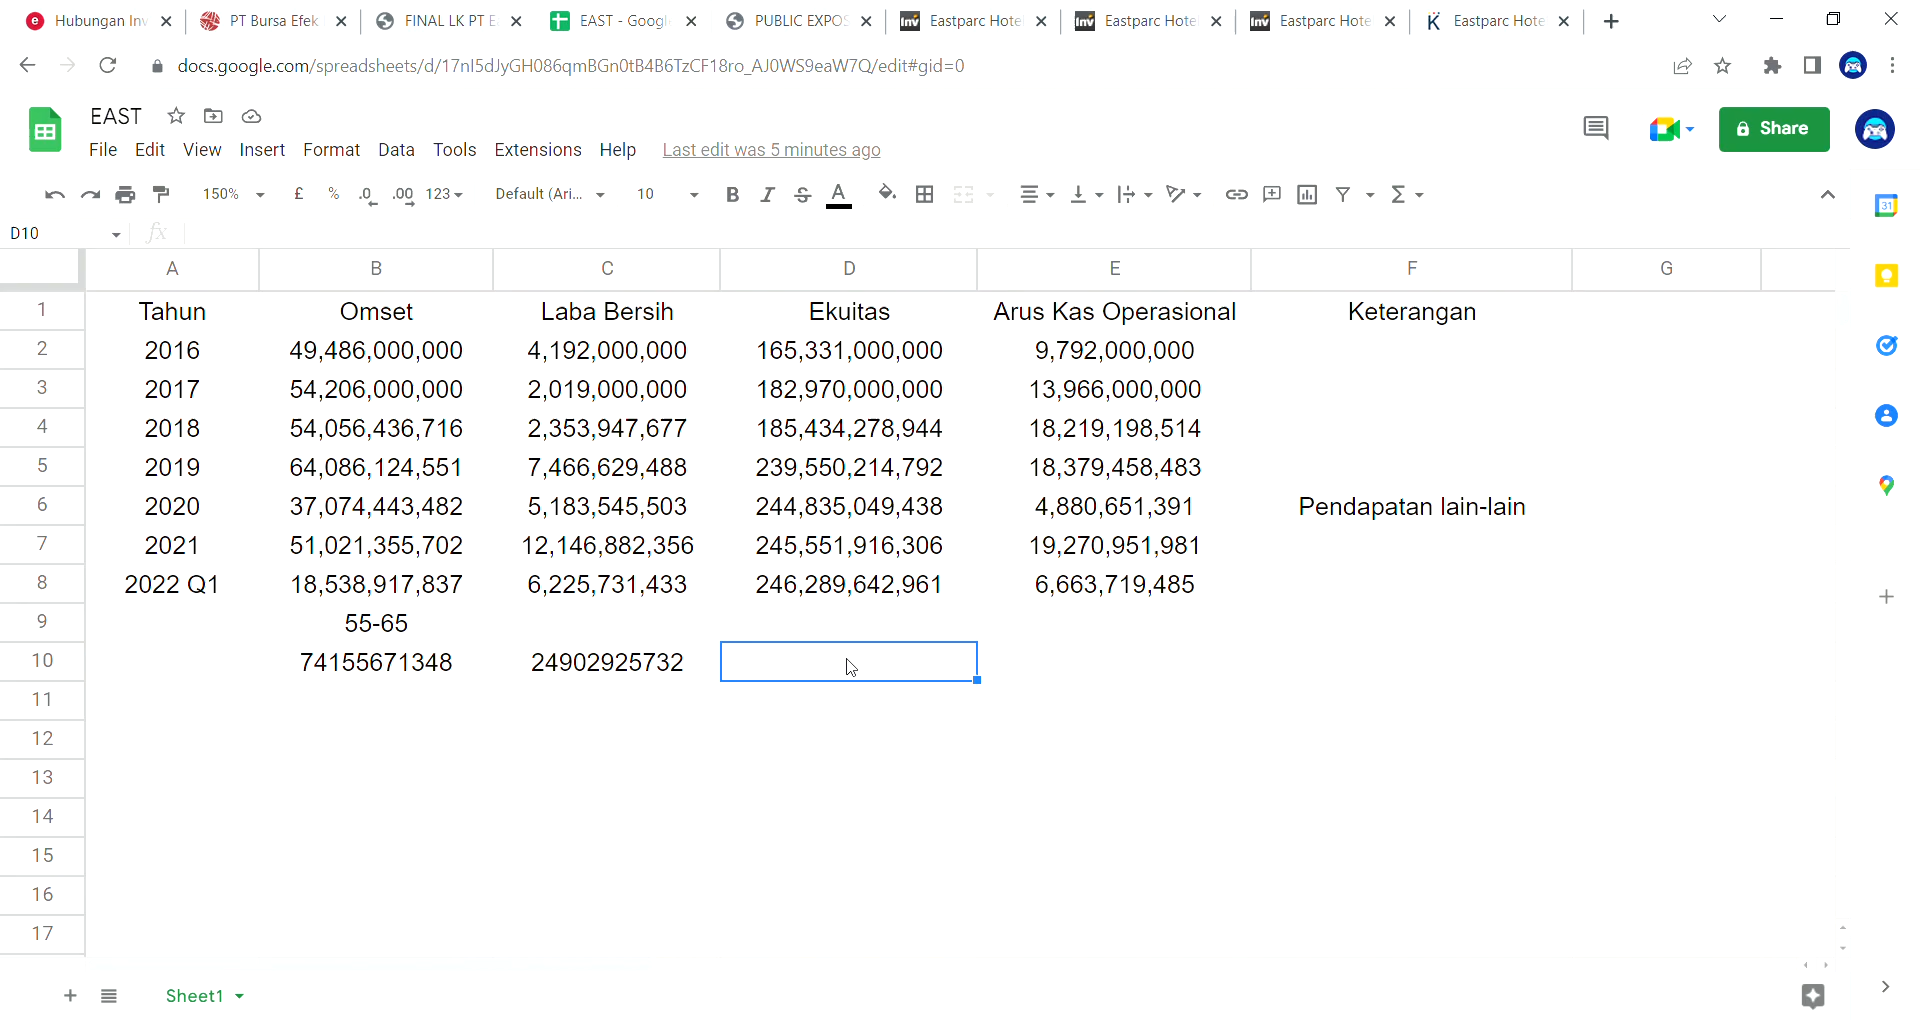 Hubungan Inv
PT Bursa Efek
FINAL LK PT E
EAST - Googl
PUBLIC EXPOS
Eastparc Hote
Eastparc Hote
Eastparc Hote
Eastparc Hote
docs.google.com/spreadsheets/d/17nI5dJyGH086qmBGn0tB4B6TzCF18ro_AJ0WS9eaW7Q/edit#gid=0
EAST
File Edit View Insert Format Data Tools Extensions Help Last edit was 5 minutes ago
Share
150% £ % .0 .00 123 Default (Ari... 10 B I S A
31
D10 fx
A B C D E F G
1 Tahun Omset Laba Bersih Ekuitas Arus Kas Operasional Keterangan
2 2016 49,486,000,000 4,192,000,000 165,331,000,000 9,792,000,000
3 2017 54,206,000,000 2,019,000,000 182,970,000,000 13,966,000,000
4 2018 54,056,436,716 2,353,947,677 185,434,278,944 18,219,198,514
5 2019 64,086,124,551 7,466,629,488 239,550,214,792 18,379,458,483
6 2020 37,074,443,482 5,183,545,503 244,835,049,438 4,880,651,391 Pendapatan lain-lain
7 2021 51,021,355,702 12,146,882,356 245,551,916,306 19,270,951,981
8 2022 Q1 18,538,917,837 6,225,731,433 246,289,642,961 6,663,719,485
9 55-65
10 74155671348 24902925732
11
12
13
14
15
16
17
Sheet1